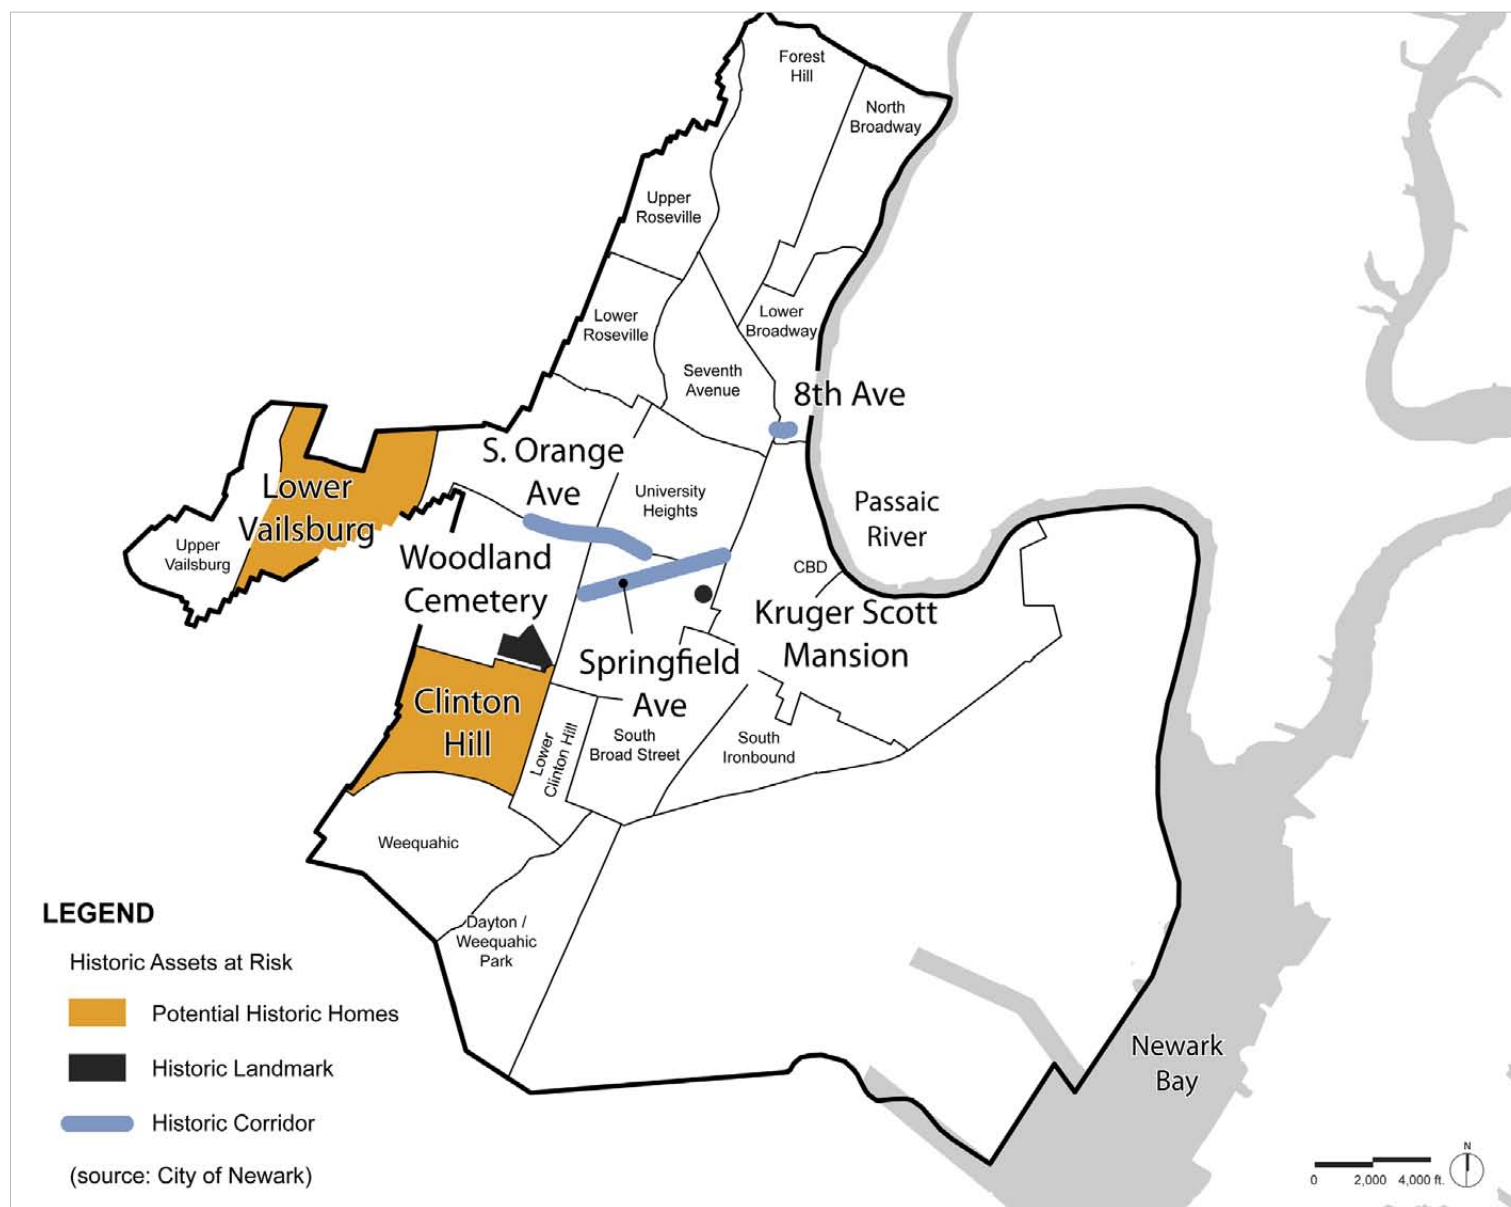 Forest
Hill
North
Broadway
Upper
Roseville
Lower
Roseville
Lower
Broadway
Seventh
Avenue
8th Ave
S. Orange
Ave
University
Heights
Lower
Vailsburg
Upper
Vailsburg
Passaic
River
Woodland
Cemetery
CBD
Kruger Scott
Mansion
Springfield
Ave
Clinton
Hill
Lower
Clinton Hill
South
Broad Street
South
Ironbound
Weequahic
Dayton /
Weequahic
Park
Newark
Bay
LEGEND
Historic Assets at Risk
Potential Historic Homes
Historic Landmark
Historic Corridor
(source: City of Newark)
N
0 2,000 4,000 ft.